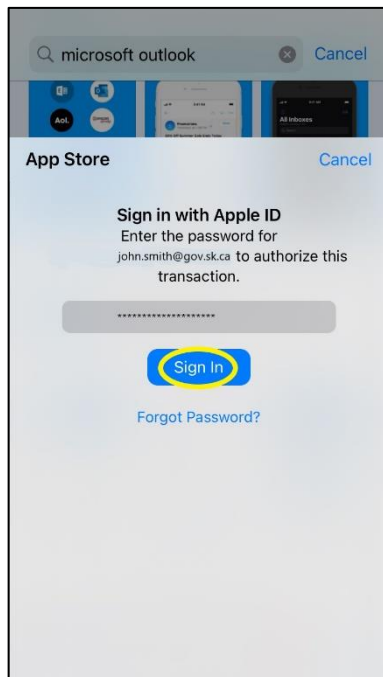 microsoft outlook Cancel
Aol.
All Inboxes
App Store Cancel
Sign in with Apple ID
Enter the password for
john.smith@gov.sk.ca to authorize this
transaction.
********************
Sign In
Forgot Password?